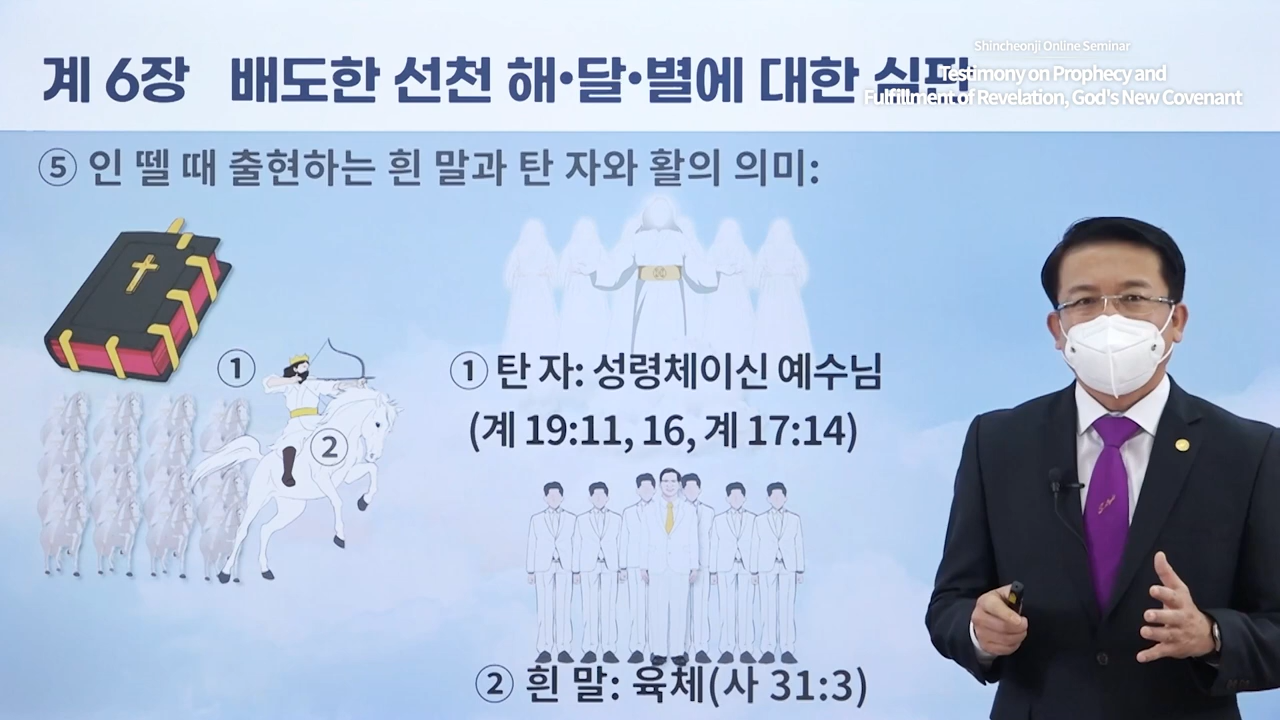 Shincheonji Online Seminar
계 6장 배도한 선천 해·달·별에 대한 심판
Testimony on Prophecy and
Fulfillment of Revelation, God's New Covenant
⑤ 인 뗄 때 출현하는 흰 말과 탄 자와 활의 의미:
①
②
① 탄 자: 성령체이신 예수님
(계 19:11, 16, 계 17:14)
② 흰 말: 육체(사 31:3)